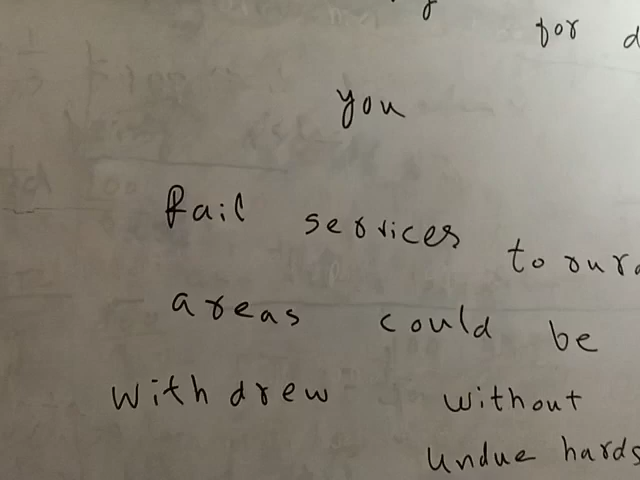 for
you
Rail services to rura
areas could be
withdrew without
undue hards